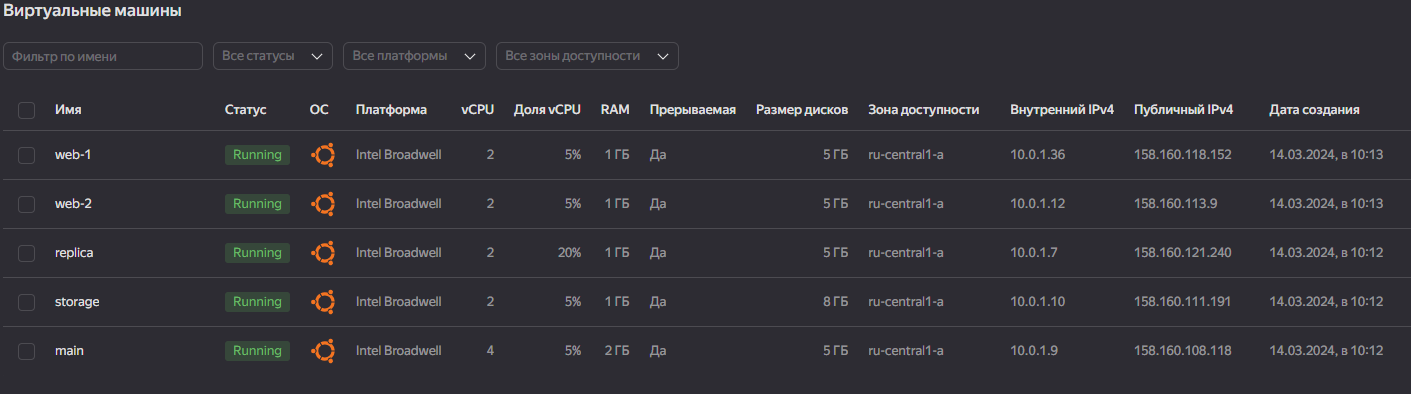 Виртуальные машины
Фильтр по имени Все статусы Все платформы Все зоны доступности
Имя Статус ОС Платформа vCPU Доля vCPU RAM Прерываемая Размер дисков Зона доступности Внутренний IPv4 Публичный IPv4 Дата создания
web-1 Running Intel Broadwell 2 5% 1 ГБ Да 5 ГБ ru-central1-a 10.0.1.36 158.160.118.152 14.03.2024, в 10:13
web-2 Running Intel Broadwell 2 5% 1 ГБ Да 5 ГБ ru-central1-a 10.0.1.12 158.160.113.9 14.03.2024, в 10:13
replica Running Intel Broadwell 2 20% 1 ГБ Да 5 ГБ ru-central1-a 10.0.1.7 158.160.121.240 14.03.2024, в 10:12
storage Running Intel Broadwell 2 5% 1 ГБ Да 8 ГБ ru-central1-a 10.0.1.10 158.160.111.191 14.03.2024, в 10:12
main Running Intel Broadwell 4 5% 2 ГБ Да 5 ГБ ru-central1-a 10.0.1.9 158.160.108.118 14.03.2024, в 10:12